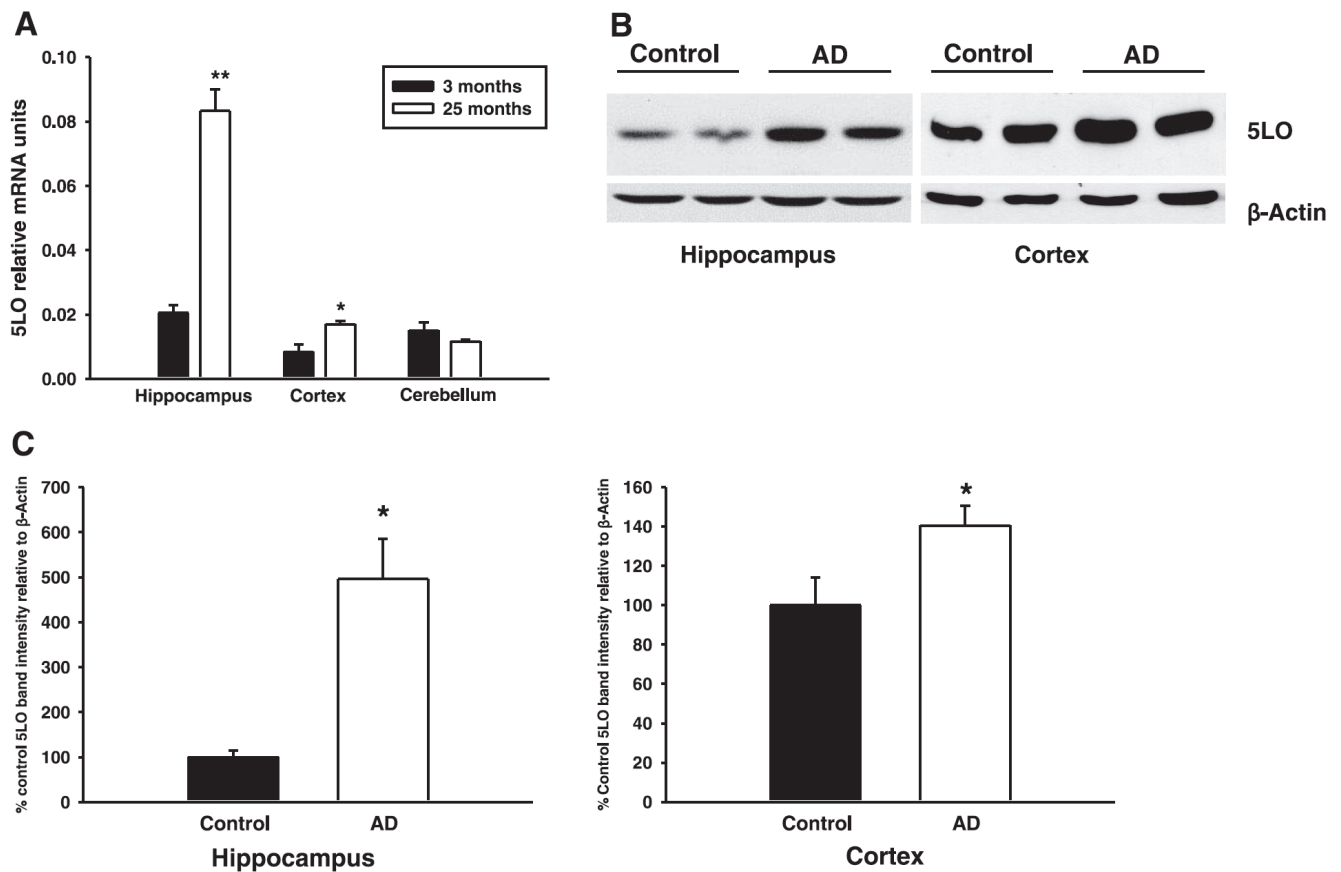 A
5LO relative mRNA units
0.10
0.08
0.06
0.04
0.02
0.00
**
*
3 months
25 months
Hippocampus Cortex Cerebellum
B
Control AD Control AD
5LO
β-Actin
Hippocampus Cortex
C
% control 5LO band intensity relative to β-Actin
700
600
500
400
300
200
100
0
*
Control AD
Hippocampus
% Control 5LO band intensity relative to β-Actin
160
140
120
100
80
60
40
20
0
*
Control AD
Cortex